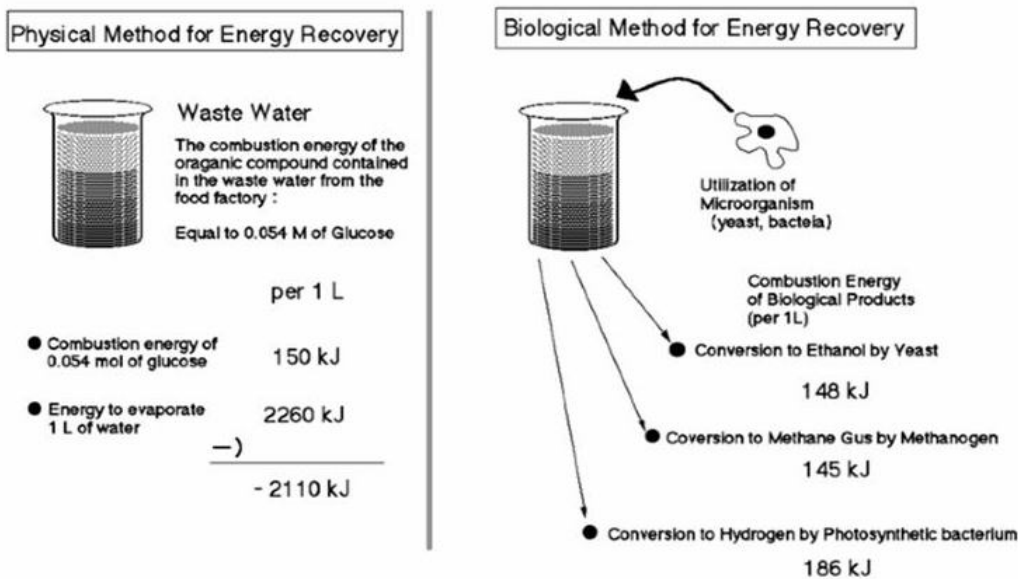 Physical Method for Energy Recovery
Waste Water
The combustion energy of the
oraganic compound contained
in the waste water from the
food factory :
Equal to 0.054 M of Glucose
per 1 L
● Combustion energy of
0.054 mol of glucose
150 kJ
● Energy to evaporate
1 L of water
2260 kJ
—)
- 2110 kJ
Biological Method for Energy Recovery
Utilization of
Microorganism
(yeast, bacteia)
Combustion Energy
of Biological Products
(per 1L)
● Conversion to Ethanol by Yeast
148 kJ
● Coversion to Methane Gus by Methanogen
145 kJ
● Conversion to Hydrogen by Photosynthetic bacterium
186 kJ